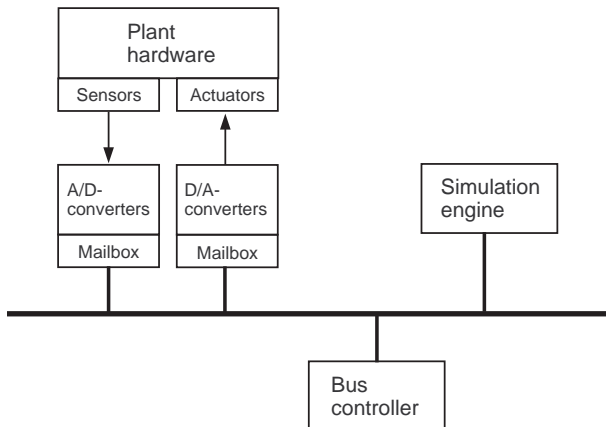 Plant
hardware
Sensors
Actuators
A/D-
converters
D/A-
converters
Mailbox
Mailbox
Simulation
engine
Bus
controller